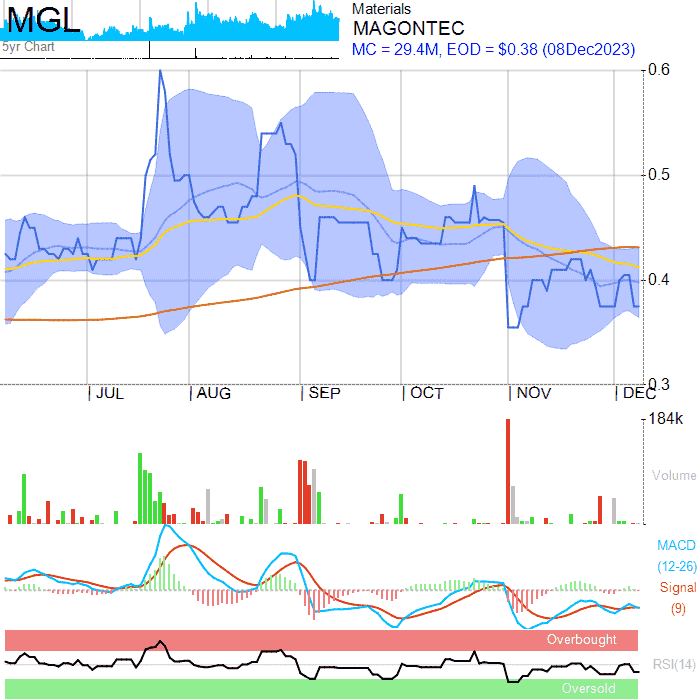 MGL
5yr Chart
Materials
MAGONTEC
MC = 29.4M, EOD = $0.38 (08Dec2023)
0.6
0.5
0.4
0.3
JUL AUG SEP OCT NOV DEC
184k
Volume
MACD
(12-26)
Signal
(9)
Overbought
RSI(14)
Oversold